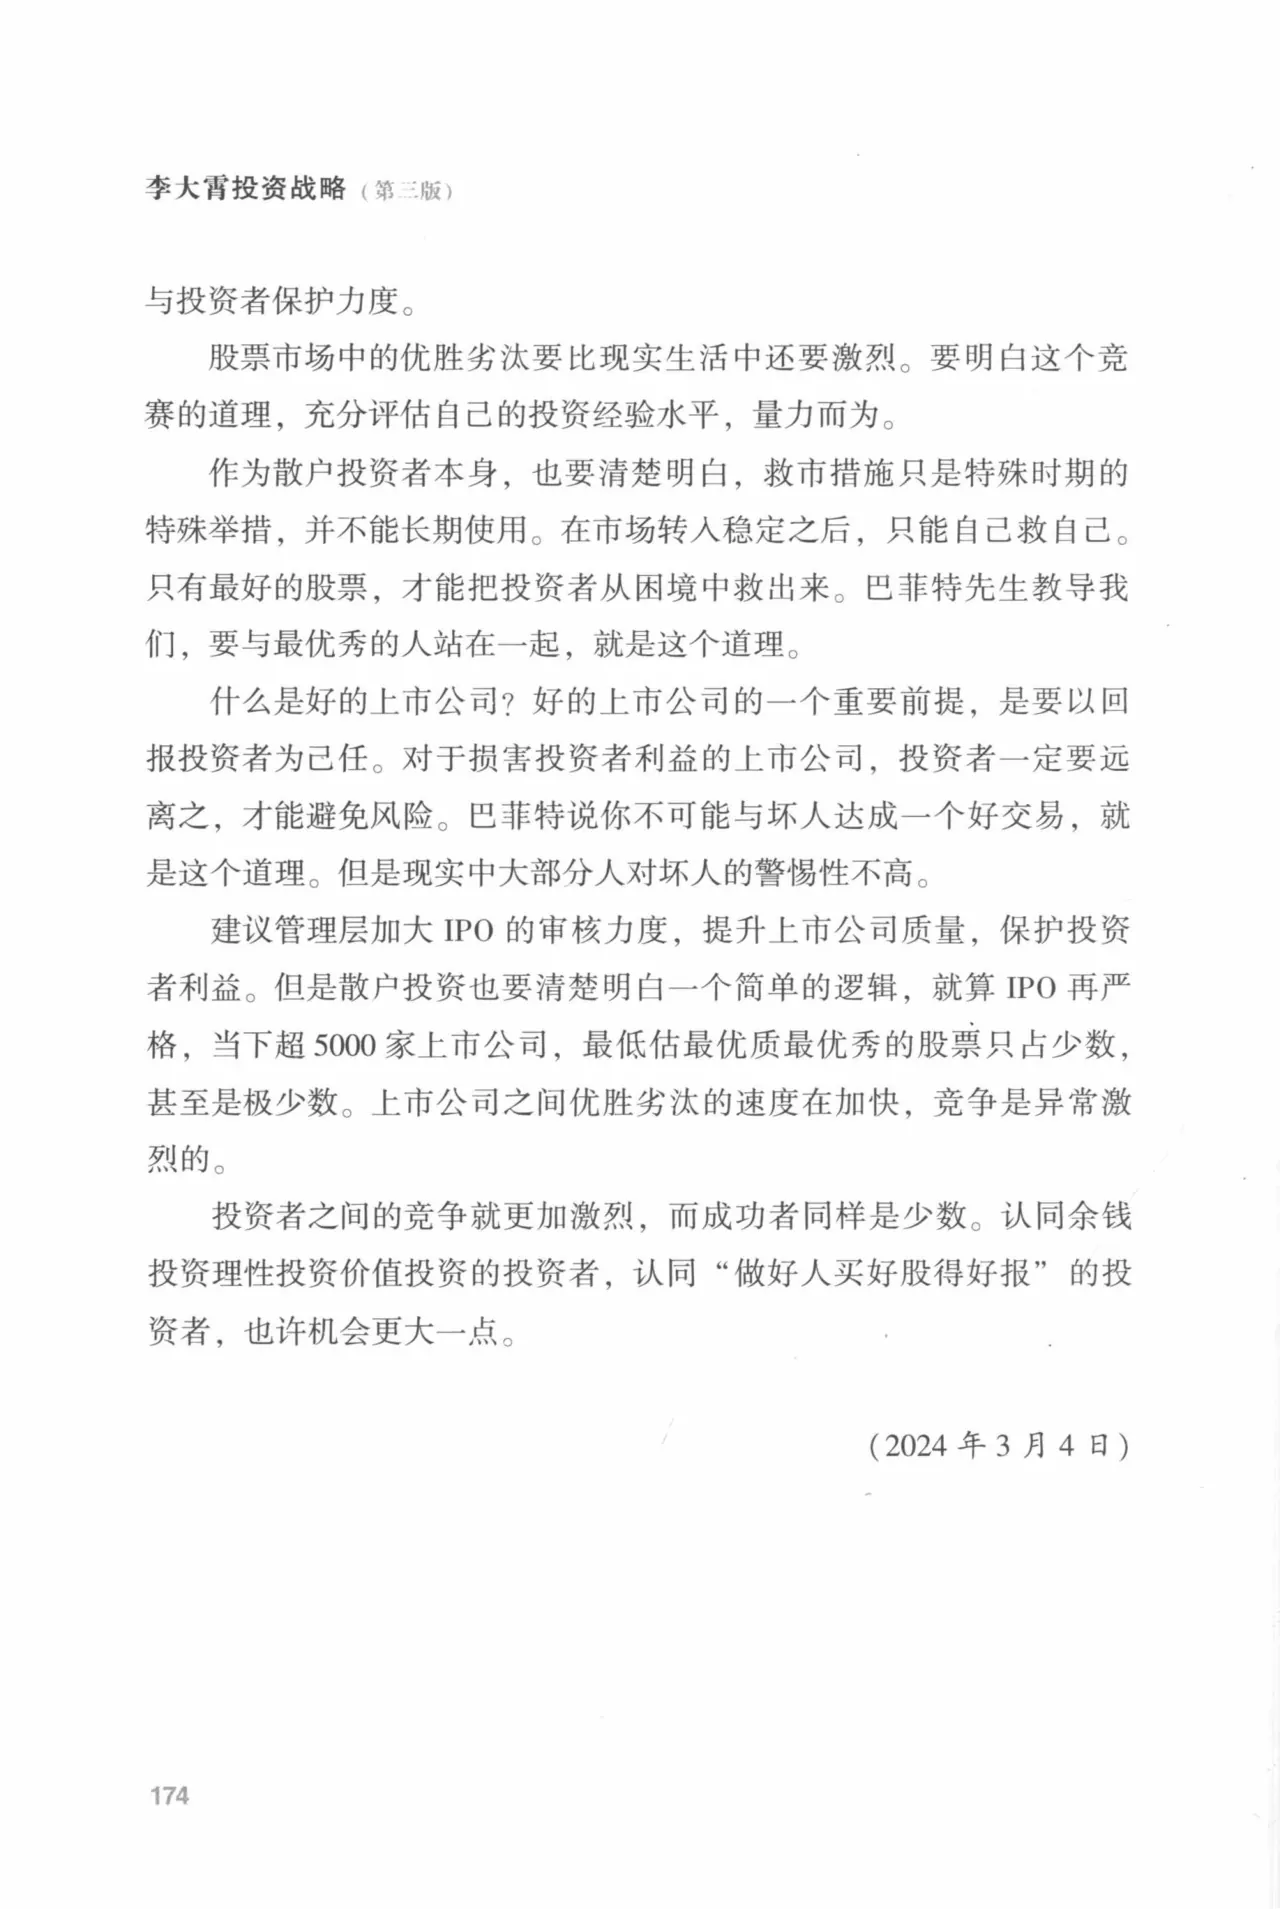 李大霄投资战略（第三版）
与投资者保护力度。
股票市场中的优胜劣汰要比现实生活中还要激烈。要明白这个竞
赛的道理，充分评估自己的投资经验水平，量力而为。
作为散户投资者本身，也要清楚明白，救市措施只是特殊时期的
特殊举措，并不能长期使用。在市场转入稳定之后，只能自己救自己。
只有最好的股票，才能把投资者从困境中救出来。巴菲特先生教导我
们，要与最优秀的人站在一起，就是这个道理。
什么是好的上市公司？好的上市公司的一个重要前提，是要以回
报投资者为己任。对于损害投资者利益的上市公司，投资者一定要远
离之，才能避免风险。巴菲特说你不可能与坏人达成一个好交易，就
是这个道理。但是现实中大部分人对坏人的警惕性不高。
建议管理层加大 IPO 的审核力度，提升上市公司质量，保护投资
者利益。但是散户投资也要清楚明白一个简单的逻辑，就算 IPO 再严
格，当下超 5000 家上市公司，最低估最优质最优秀的股票只占少数，
甚至是极少数。上市公司之间优胜劣汰的速度在加快，竞争是异常激
烈的。
投资者之间的竞争就更加激烈，而成功者同样是少数。认同余钱
投资理性投资价值投资的投资者，认同“做好人买好股得好报”的投
资者，也许机会更大一点。
（2024 年 3 月 4 日）
174